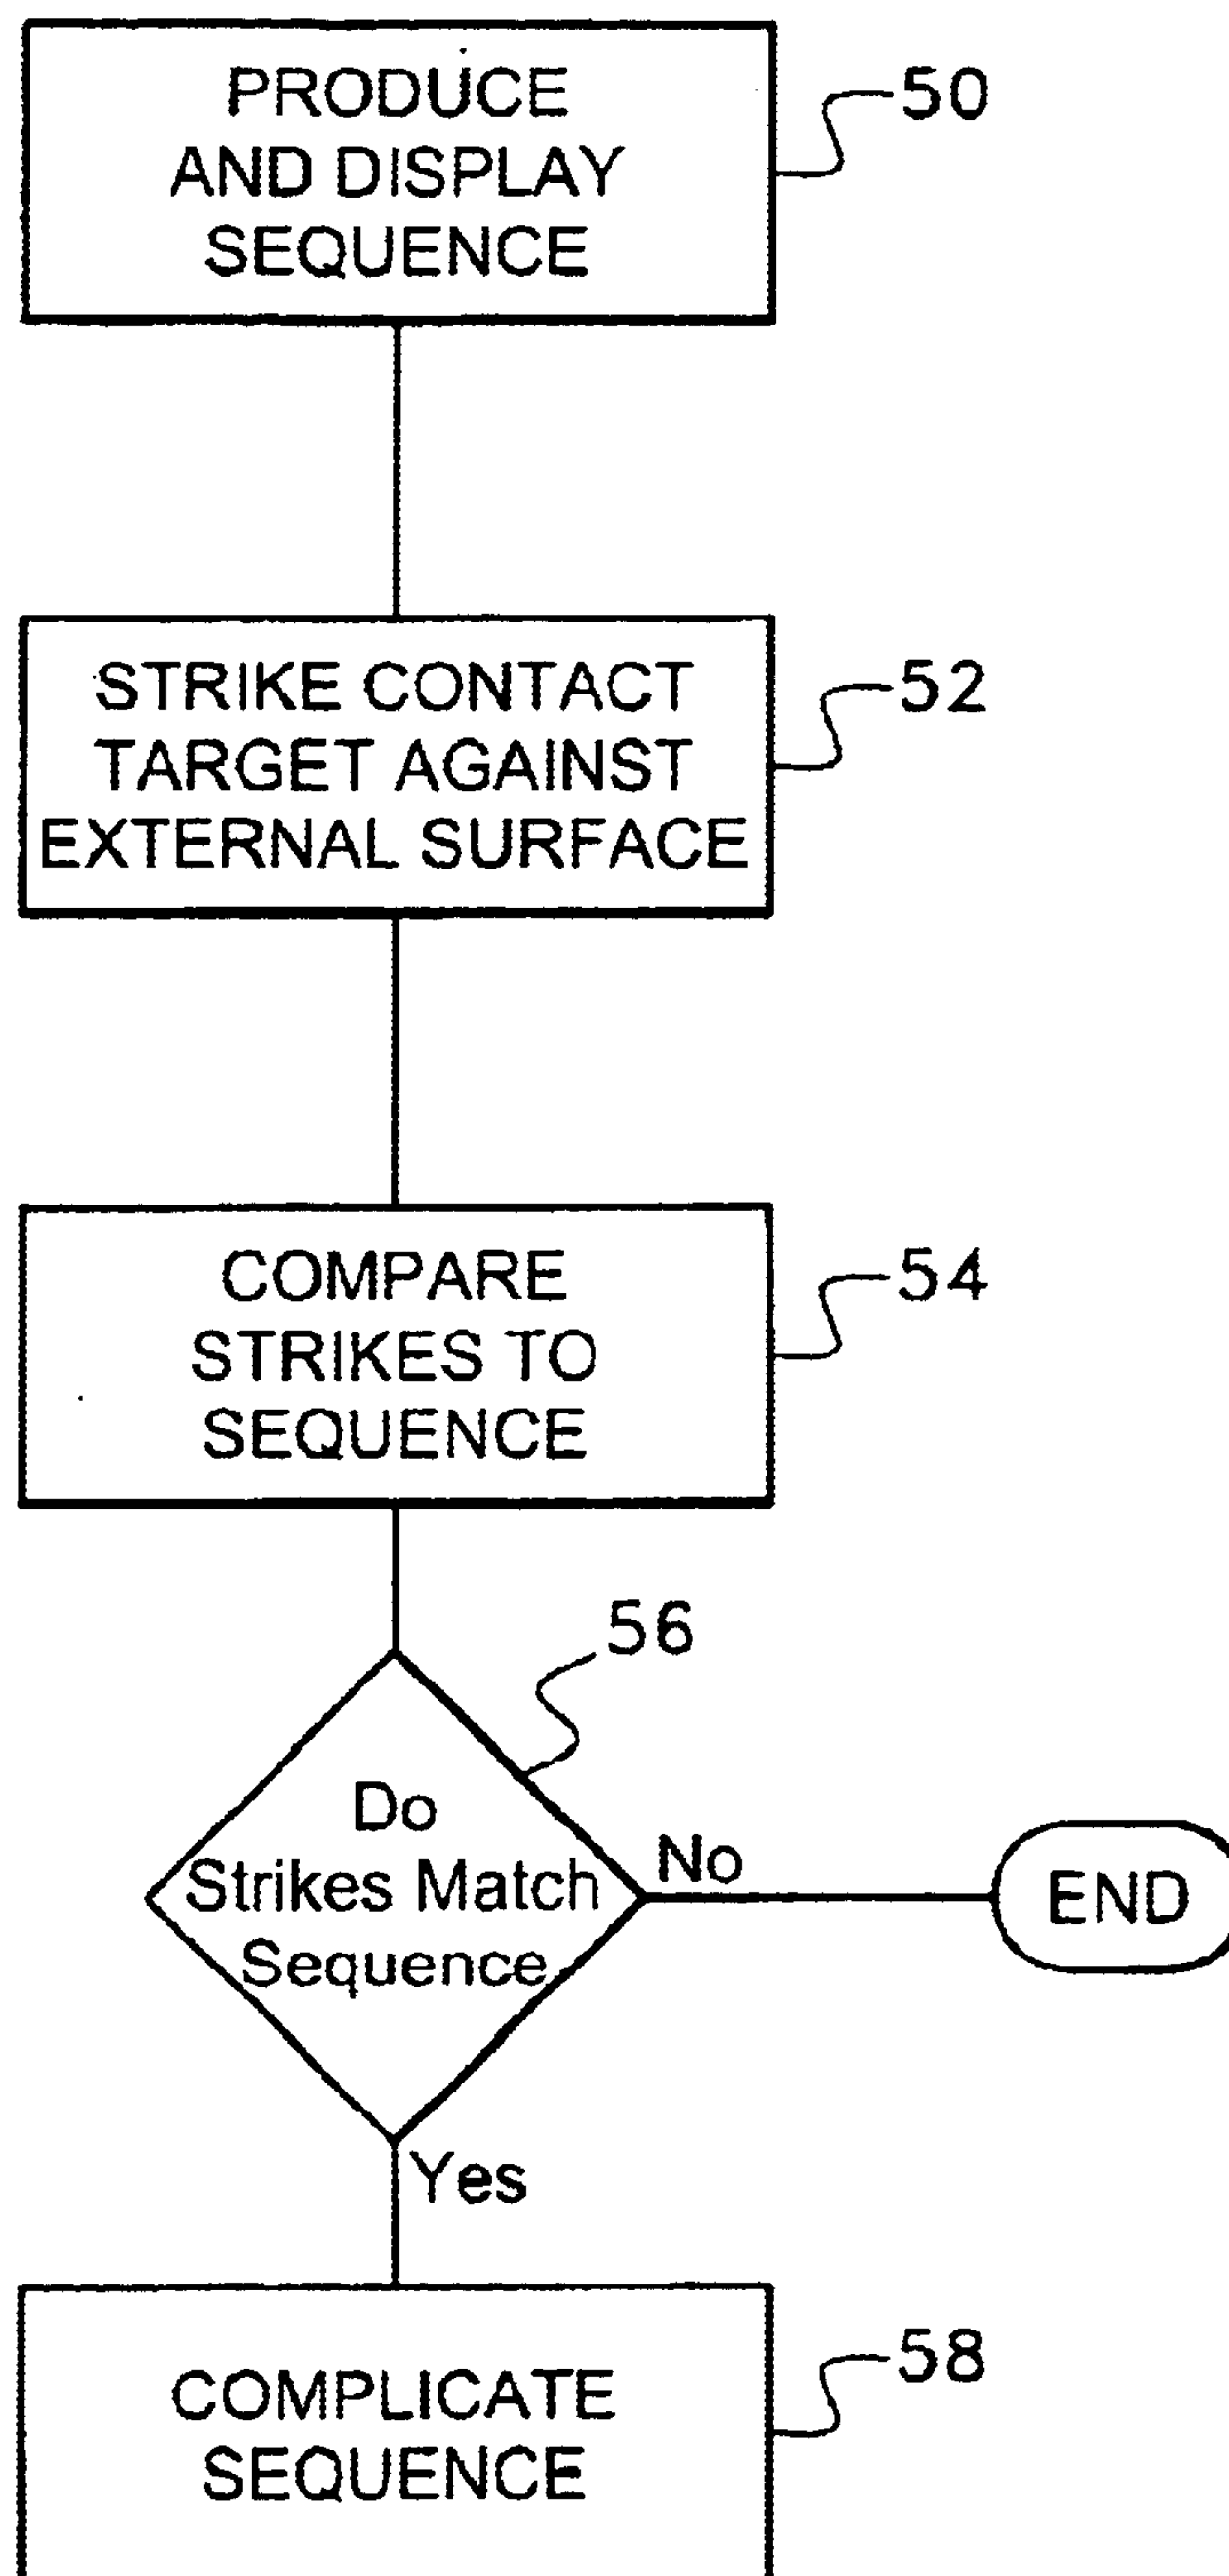 PRODUCE
AND DISPLAY
SEQUENCE
50
STRIKE CONTACT
TARGET AGAINST
EXTERNAL SURFACE
52
COMPARE
STRIKES TO
SEQUENCE
54
56
Do
Strikes Match
Sequence
No
END
Yes
COMPLICATE
SEQUENCE
58